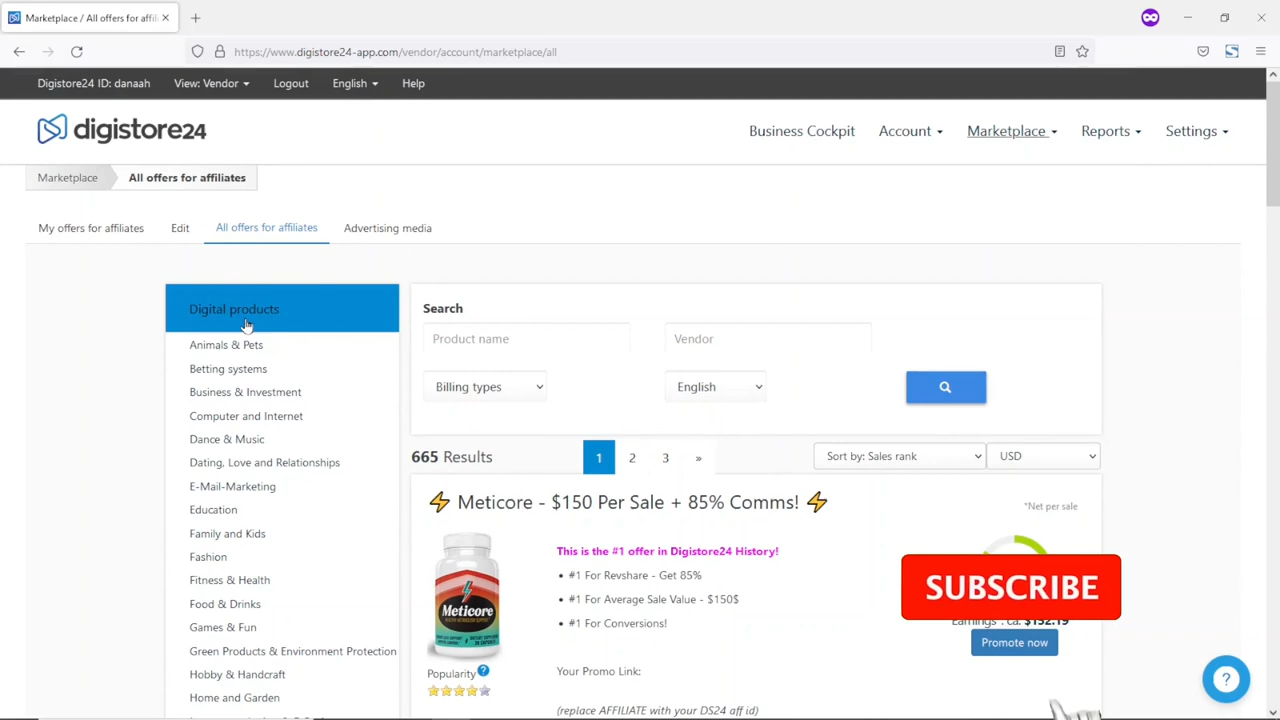 Marketplace / All offers for affil
https://www.digistore24-app.com/vendor/account/marketplace/all
Digistore24 ID: danaah
View: Vendor
Logout
English
Help
digistore24
Business Cockpit
Account
Marketplace
Reports
Settings
Marketplace
All offers for affiliates
My offers for affiliates
Edit
All offers for affiliates
Advertising media
Digital products
Animals & Pets
Betting systems
Business & Investment
Computer and Internet
Dance & Music
Dating, Love and Relationships
E-Mail-Marketing
Education
Family and Kids
Fashion
Fitness & Health
Food & Drinks
Games & Fun
Green Products & Environment Protection
Hobby & Handcraft
Home and Garden
Search
Product name
Vendor
Billing types
English
665 Results
1 2 3 »
Sort by: Sales rank
USD
⚡ Meticore - $150 Per Sale + 85% Comms! ⚡
*Net per sale
This is the #1 offer in Digistore24 History!
• #1 For Revshare - Get 85%
• #1 For Average Sale Value - $150$
• #1 For Conversions!
Meticore
Popularity ?
Your Promo Link:
(replace AFFILIATE with your DS24 aff id)
SUBSCRIBE
Earnings : ca. $132.19
Promote now
?